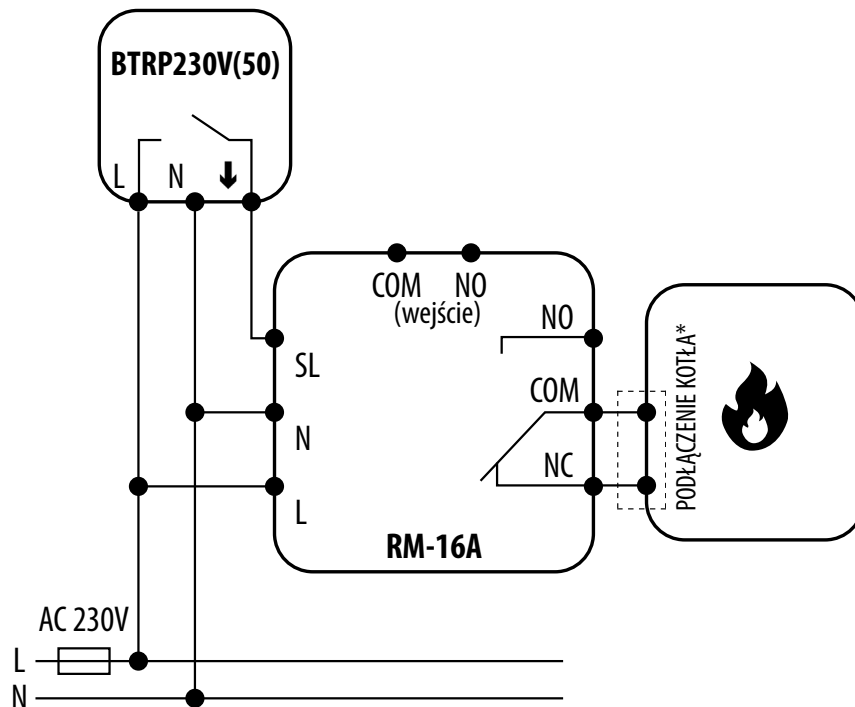 BTRP230V(50)
L N
COM NO
(wejście)
NO
SL
COM
N
NC
L
RM-16A
PODŁĄCZENIE KOTŁA*
AC 230V
L
N